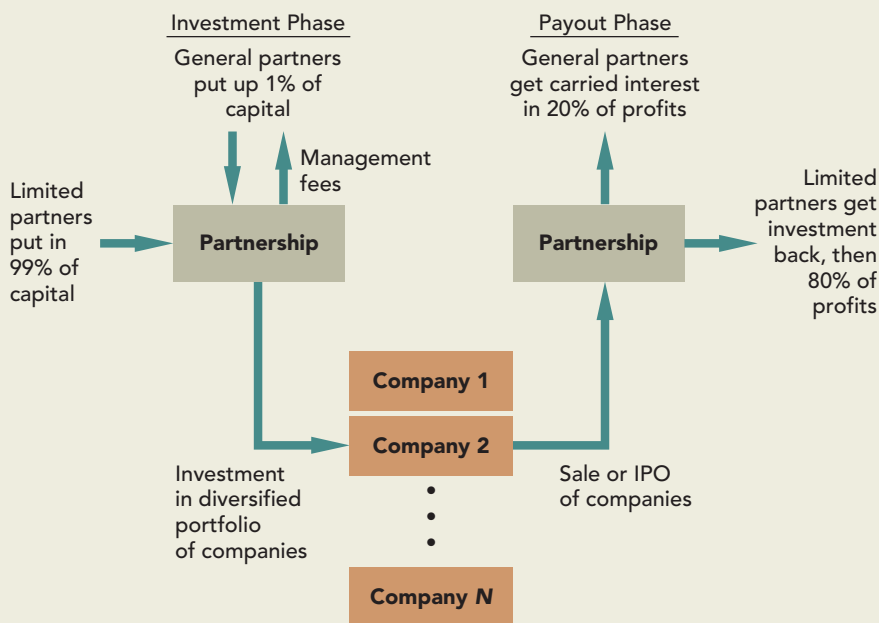 Investment Phase
General partners
put up 1% of
capital
Management
fees
Limited
partners
put in
99% of
capital
Partnership
Payout Phase
General partners
get carried interest
in 20% of profits
Partnership
Limited
partners get
investment
back, then
80% of
profits
Company 1
Company 2
Company N
Investment
in diversified
portfolio
of companies
Sale or IPO
of companies